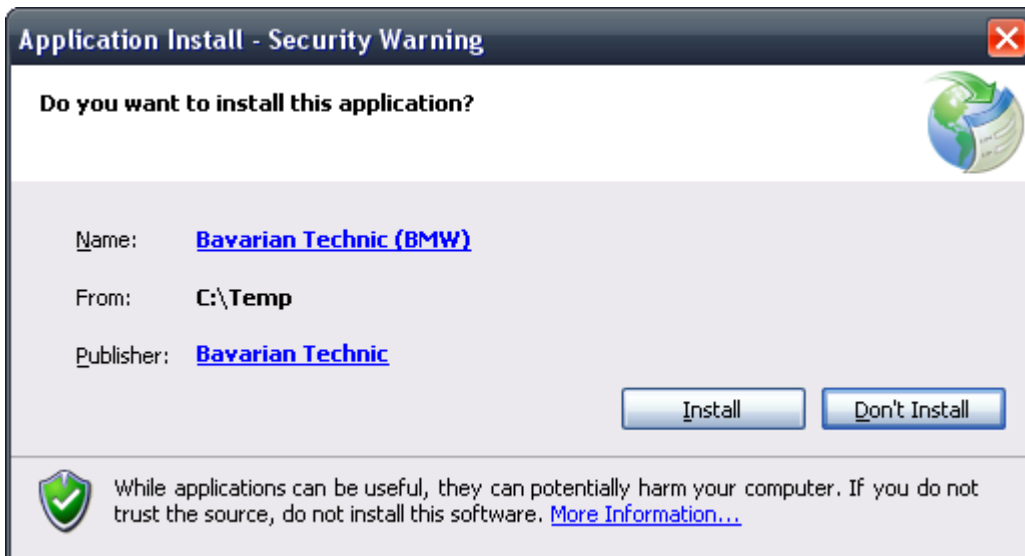 Application Install - Security Warning
Do you want to install this application?
Name: Bavarian Technic (BMW)
From: C:\Temp
Publisher: Bavarian Technic
Install Don't Install
While applications can be useful, they can potentially harm your computer. If you do not
trust the source, do not install this software. More Information...